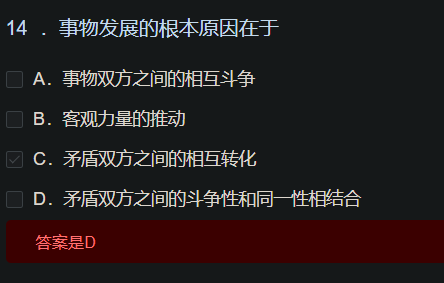 14 ．事物发展的根本原因在于
A．事物双方之间的相互斗争
B．客观力量的推动
C．矛盾双方之间的相互转化
D．矛盾双方之间的斗争性和同一性相结合
答案是D